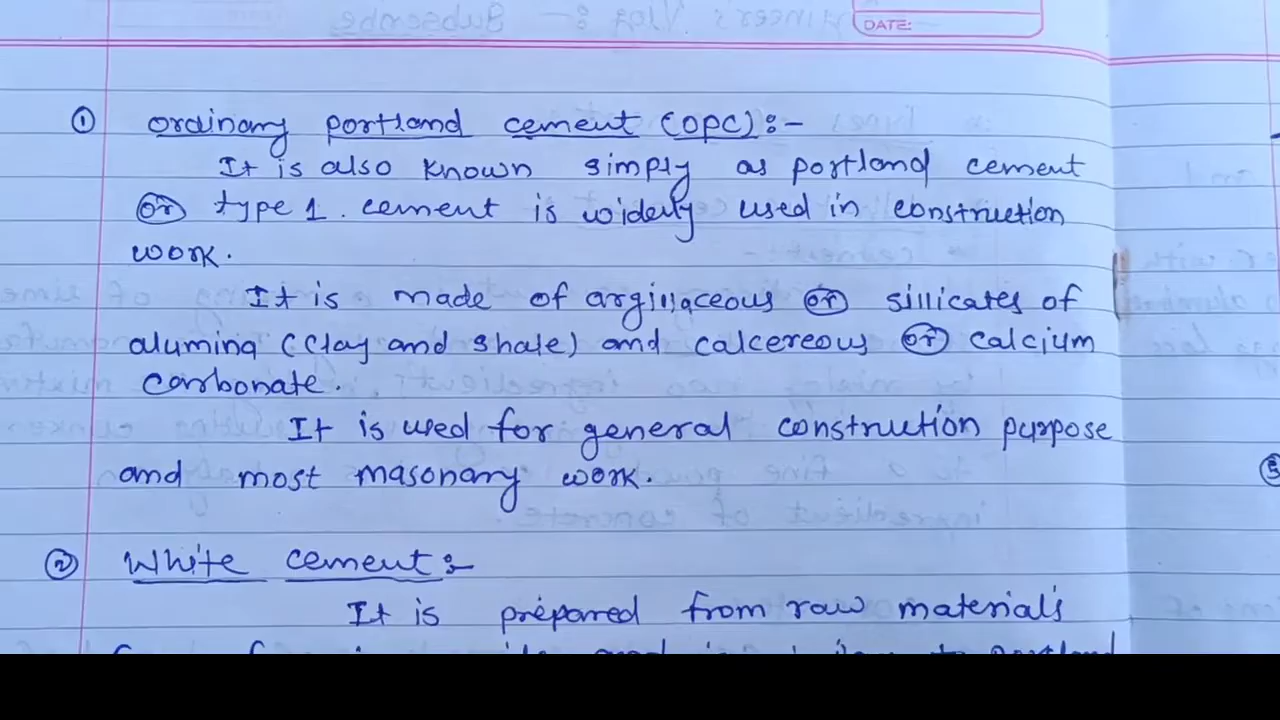 DATE:
① ordinary portland cement (OPC):-
It is also known simply as portland cement
or type 1. cement is widerly used in construction
work.
It is made of argillaceous or sillicates of
alumina (clay and shale) and calcereous or calcium
carbonate.
It is used for general construction purpose
and most masonary work.
② White cement:-
It is prepared from raw materials